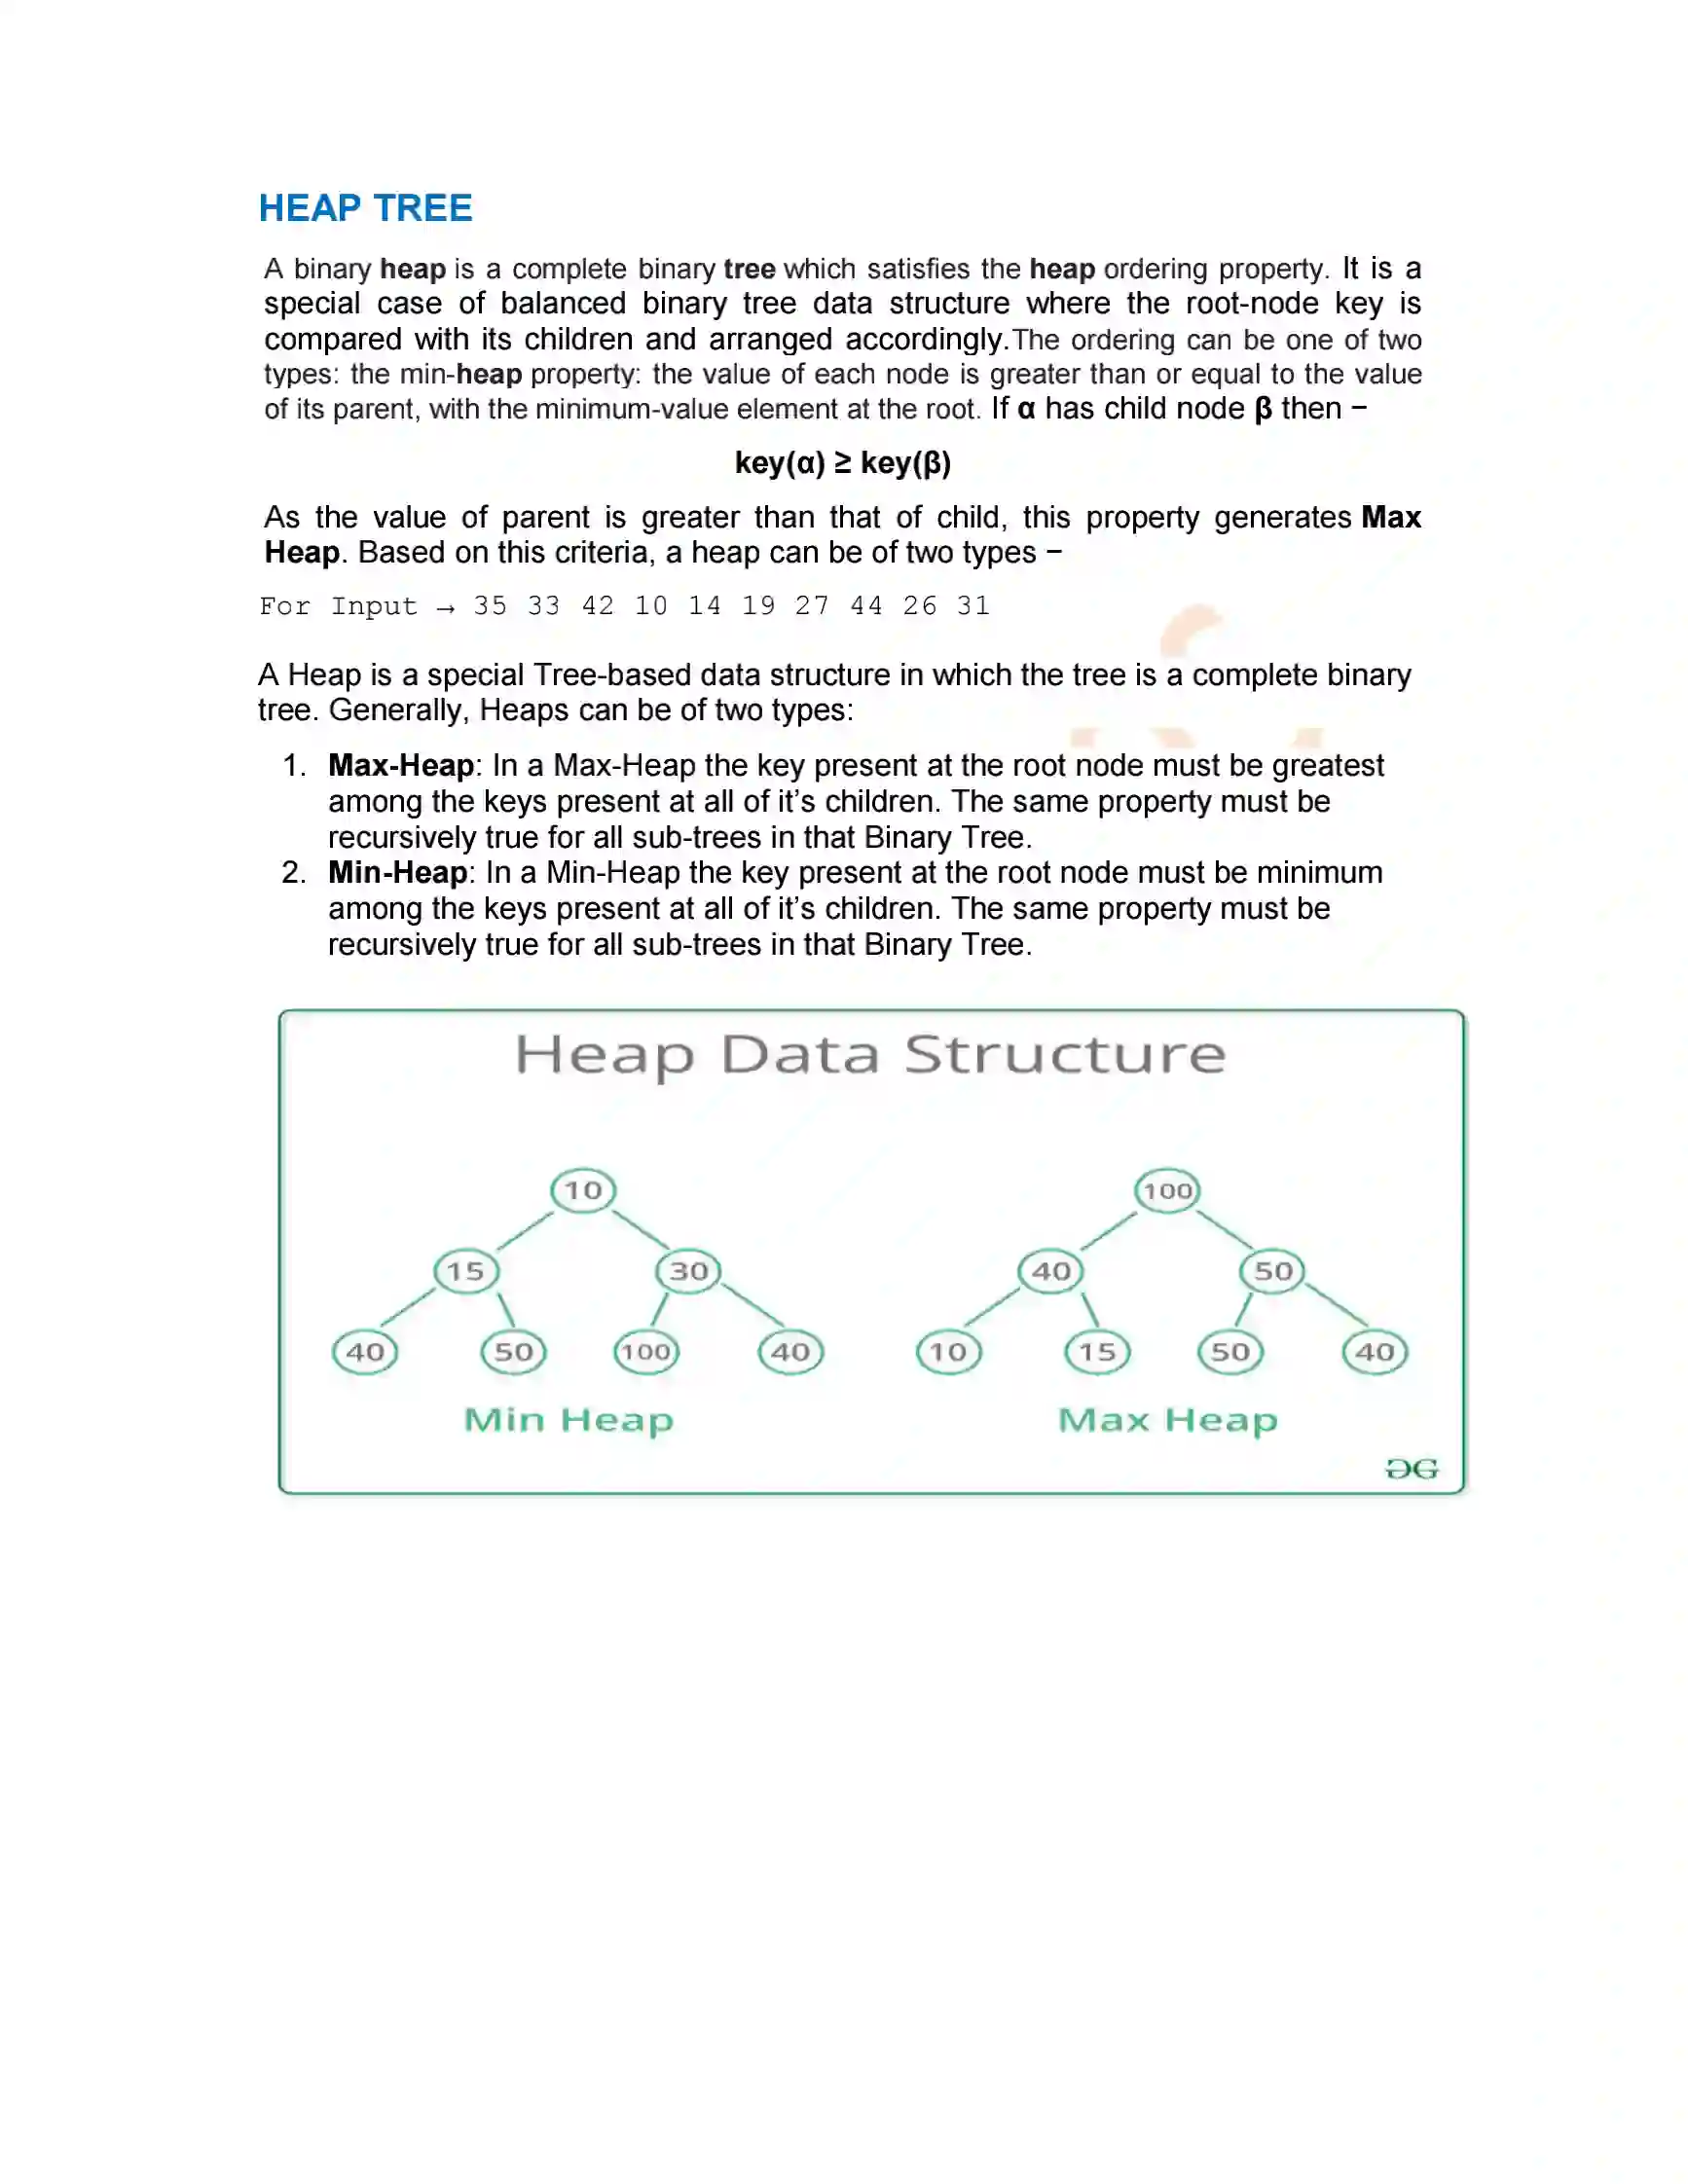 HEAP TREE
A binary heap is a complete binary tree which satisfies the heap ordering property. It is a
special case of balanced binary tree data structure where the root-node key is
compared with its children and arranged accordingly.The ordering can be one of two
types: the min-heap property: the value of each node is greater than or equal to the value
of its parent, with the minimum-value element at the root. If α has child node β then −
key(α) ≥ key(β)
As the value of parent is greater than that of child, this property generates Max
Heap. Based on this criteria, a heap can be of two types −
For Input → 35 33 42 10 14 19 27 44 26 31
A Heap is a special Tree-based data structure in which the tree is a complete binary
tree. Generally, Heaps can be of two types:
1. Max-Heap: In a Max-Heap the key present at the root node must be greatest
among the keys present at all of it’s children. The same property must be
recursively true for all sub-trees in that Binary Tree.
2. Min-Heap: In a Min-Heap the key present at the root node must be minimum
among the keys present at all of it’s children. The same property must be
recursively true for all sub-trees in that Binary Tree.
Heap Data Structure
10
15 30
40 50 100 40
Min Heap
100
40 50
10 15 50 40
Max Heap